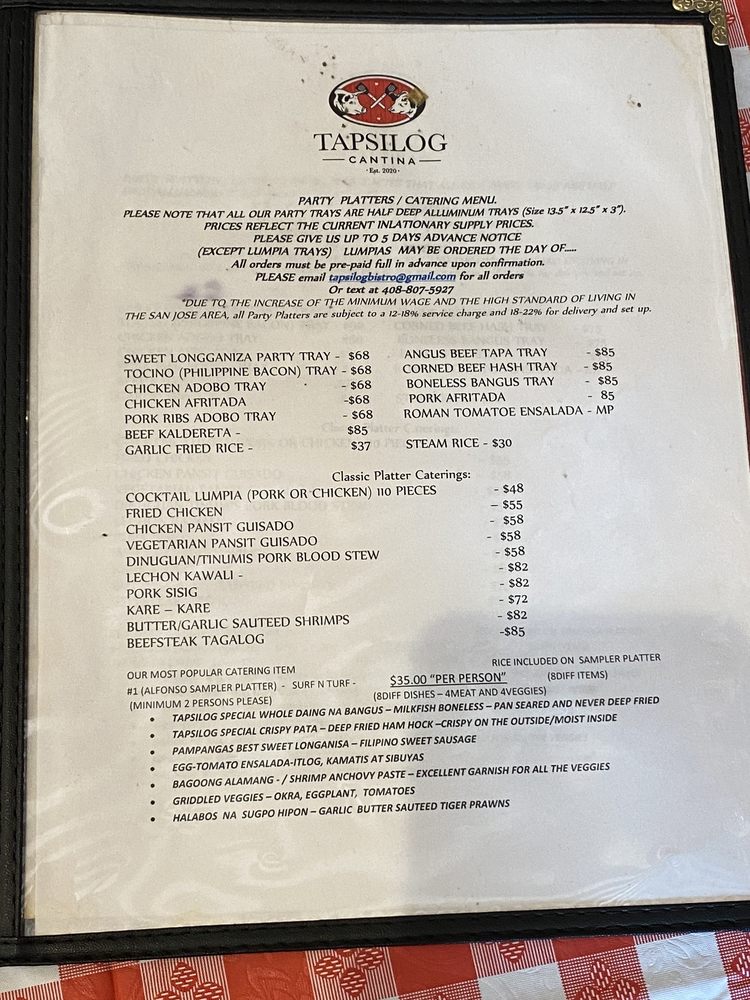 TAPSILOG
CANTINA
· Est. 2020 ·
PARTY PLATTERS / CATERING MENU.
PLEASE NOTE THAT ALL OUR PARTY TRAYS ARE HALF DEEP ALLUMINUM TRAYS (Size 13.5" x 12.5" x 3").
PRICES REFLECT THE CURRENT INLATIONARY SUPPLY PRICES.
PLEASE GIVE US UP TO 5 DAYS ADVANCE NOTICE
(EXCEPT LUMPIA TRAYS) LUMPIAS MAY BE ORDERED THE DAY OF.....
All orders must be pre-paid full in advance upon confirmation.
PLEASE email tapsilogbistro@gmail.com for all orders
Or text at 408-807-5927
"DUE TO THE INCREASE OF THE MINIMUM WAGE AND THE HIGH STANDARD OF LIVING IN
THE SAN JOSE AREA, all Party Platters are subject to a 12-18% service charge and 18-22% for delivery and set up.
SWEET LONGGANIZA PARTY TRAY - $68 ANGUS BEEF TAPA TRAY - $85
TOCINO (PHILIPPINE BACON) TRAY - $68 CORNED BEEF HASH TRAY - $85
CHICKEN ADOBO TRAY - $68 BONELESS BANGUS TRAY - $85
CHICKEN AFRITADA -$68 PORK AFRITADA - 85
PORK RIBS ADOBO TRAY - $68 ROMAN TOMATOE ENSALADA - MP
BEEF KALDERETA - $85
GARLIC FRIED RICE - $37 STEAM RICE - $30
Classic Platter Caterings:
COCKTAIL LUMPIA (PORK OR CHICKEN) 110 PIECES - $48
FRIED CHICKEN – $55
CHICKEN PANSIT GUISADO - $58
VEGETARIAN PANSIT GUISADO - $58
DINUGUAN/TINUMIS PORK BLOOD STEW - $58
LECHON KAWALI - - $82
PORK SISIG - $82
KARE – KARE - $72
BUTTER/GARLIC SAUTEED SHRIMPS - $82
BEEFSTEAK TAGALOG -$85
OUR MOST POPULAR CATERING ITEM RICE INCLUDED ON SAMPLER PLATTER
#1 (ALFONSO SAMPLER PLATTER) - SURF N TURF - $35.00 "PER PERSON" (8DIFF ITEMS)
(MINIMUM 2 PERSONS PLEASE) (8DIFF DISHES – 4MEAT AND 4VEGGIES)
• TAPSILOG SPECIAL WHOLE DAING NA BANGUS – MILKFISH BONELESS – PAN SEARED AND NEVER DEEP FRIED
• TAPSILOG SPECIAL CRISPY PATA – DEEP FRIED HAM HOCK –CRISPY ON THE OUTSIDE/MOIST INSIDE
• PAMPANGAS BEST SWEET LONGANISA – FILIPINO SWEET SAUSAGE
• EGG-TOMATO ENSALADA-ITLOG, KAMATIS AT SIBUYAS
• BAGOONG ALAMANG - / SHRIMP ANCHOVY PASTE – EXCELLENT GARNISH FOR ALL THE VEGGIES
• GRIDDLED VEGGIES – OKRA, EGGPLANT, TOMATOES
• HALABOS NA SUGPO HIPON – GARLIC BUTTER SAUTEED TIGER PRAWNS